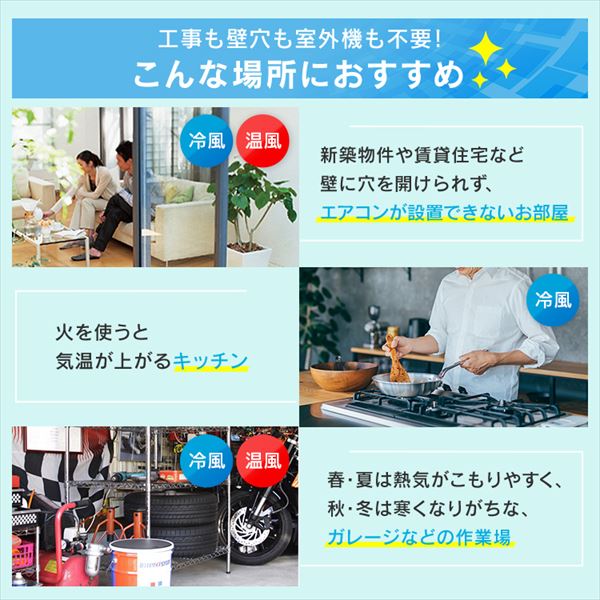 工事も壁穴も室外機も不要!
こんな場所におすすめ
冷風
温風
新築物件や賃貸住宅など
壁に穴を開けられず、
エアコンが設置できないお部屋
火を使うと
気温が上がるキッチン
冷風
冷風
温風
春・夏は熱気がこもりやすく、
秋・冬は寒くなりがちな、
ガレージなどの作業場